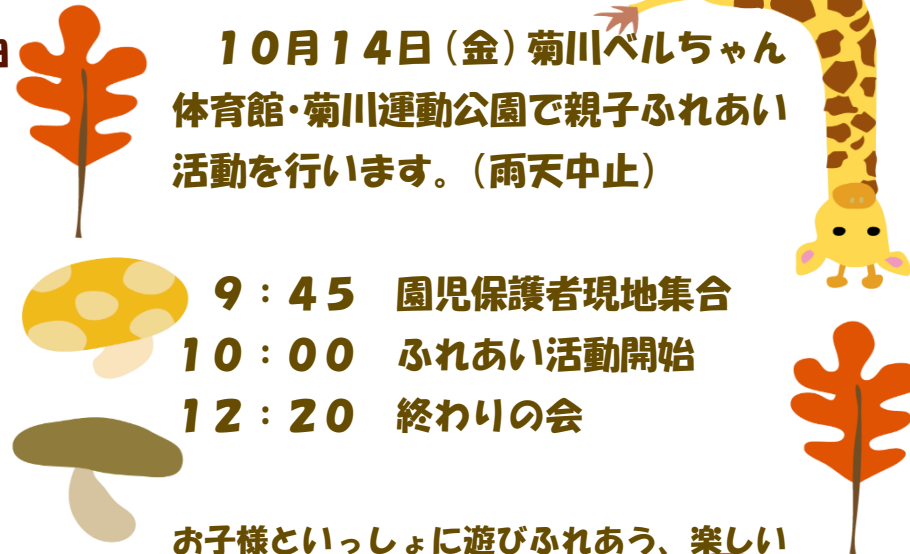 10月14日(金)菊川ベルちゃん
体育館・菊川運動公園で親子ふれあい
活動を行います。(雨天中止)
9:45 園児保護者現地集合
10:00 ふれあい活動開始
12:20 終わりの会
お子様といっしょに遊びふれあう、楽しい